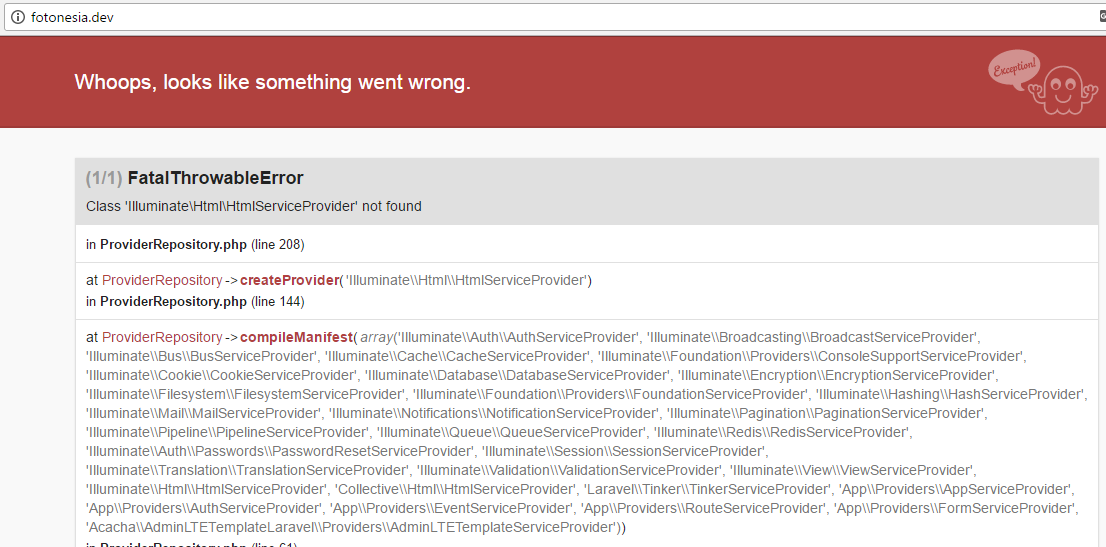 fotonesia.dev
Whoops, looks like something went wrong.
Exception!
(1/1) FatalThrowableError
Class 'Illuminate\Html\HtmlServiceProvider' not found
in ProviderRepository.php (line 208)
at ProviderRepository->createProvider('Illuminate\\Html\\HtmlServiceProvider')
in ProviderRepository.php (line 144)
at ProviderRepository->compileManifest(array('Illuminate\\Auth\\AuthServiceProvider', 'Illuminate\\Broadcasting\\BroadcastServiceProvider',
'Illuminate\\Bus\\BusServiceProvider', 'Illuminate\\Cache\\CacheServiceProvider', 'Illuminate\\Foundation\\Providers\\ConsoleSupportServiceProvider',
'Illuminate\\Cookie\\CookieServiceProvider', 'Illuminate\\Database\\DatabaseServiceProvider', 'Illuminate\\Encryption\\EncryptionServiceProvider',
'Illuminate\\Filesystem\\FilesystemServiceProvider', 'Illuminate\\Foundation\\Providers\\FoundationServiceProvider', 'Illuminate\\Hashing\\HashServiceProvider',
'Illuminate\\Mail\\MailServiceProvider', 'Illuminate\\Notifications\\NotificationServiceProvider', 'Illuminate\\Pagination\\PaginationServiceProvider',
'Illuminate\\Pipeline\\PipelineServiceProvider', 'Illuminate\\Queue\\QueueServiceProvider', 'Illuminate\\Redis\\RedisServiceProvider',
'Illuminate\\Auth\\Passwords\\PasswordResetServiceProvider', 'Illuminate\\Session\\SessionServiceProvider',
'Illuminate\\Translation\\TranslationServiceProvider', 'Illuminate\\Validation\\ValidationServiceProvider', 'Illuminate\\View\\ViewServiceProvider',
'Illuminate\\Html\\HtmlServiceProvider', 'Collective\\Html\\HtmlServiceProvider', 'Laravel\\Tinker\\TinkerServiceProvider', 'App\\Providers\\AppServiceProvider',
'App\\Providers\\AuthServiceProvider', 'App\\Providers\\EventServiceProvider', 'App\\Providers\\RouteServiceProvider', 'App\\Providers\\FormServiceProvider',
'Acacha\\AdminLTETemplateLaravel\\Providers\\AdminLTETemplateServiceProvider'))
in ProviderRepository.php (line 61)